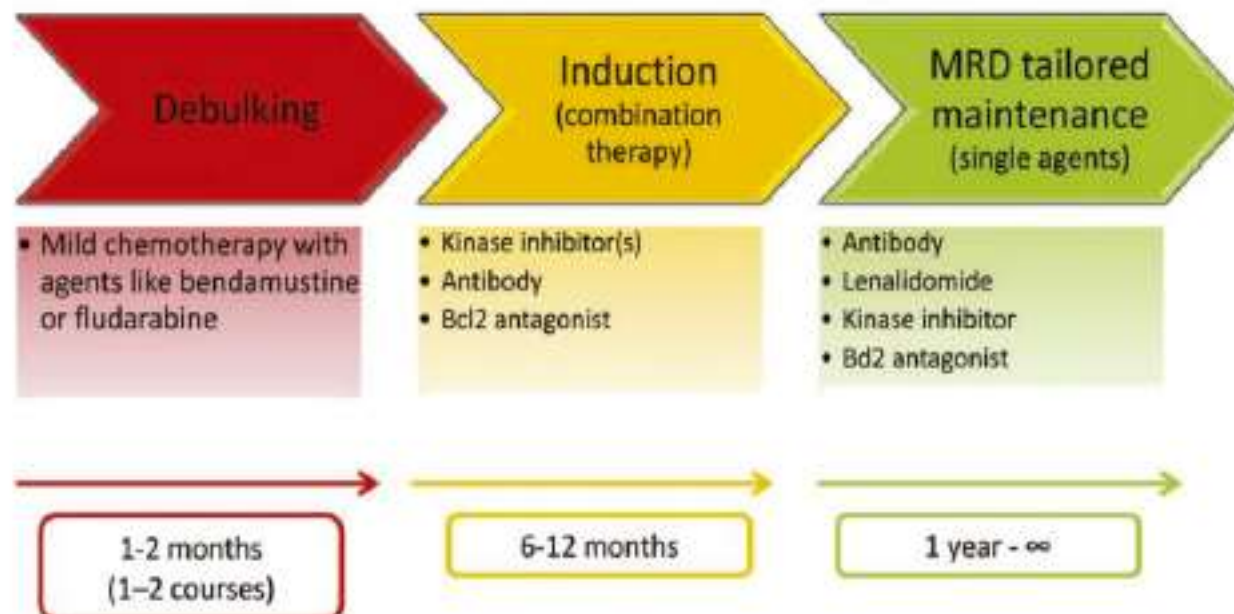 Debulking
Induction
(combination
therapy)
MRD tailored
maintenance
(single agents)
• Mild chemotherapy with
agents like bendamustine
or fludarabine
• Kinase inhibitor(s)
• Antibody
• Bcl2 antagonist
• Antibody
• Lenalidomide
• Kinase inhibitor
• Bd2 antagonist
1-2 months
(1–2 courses)
6-12 months
1 year - ∞